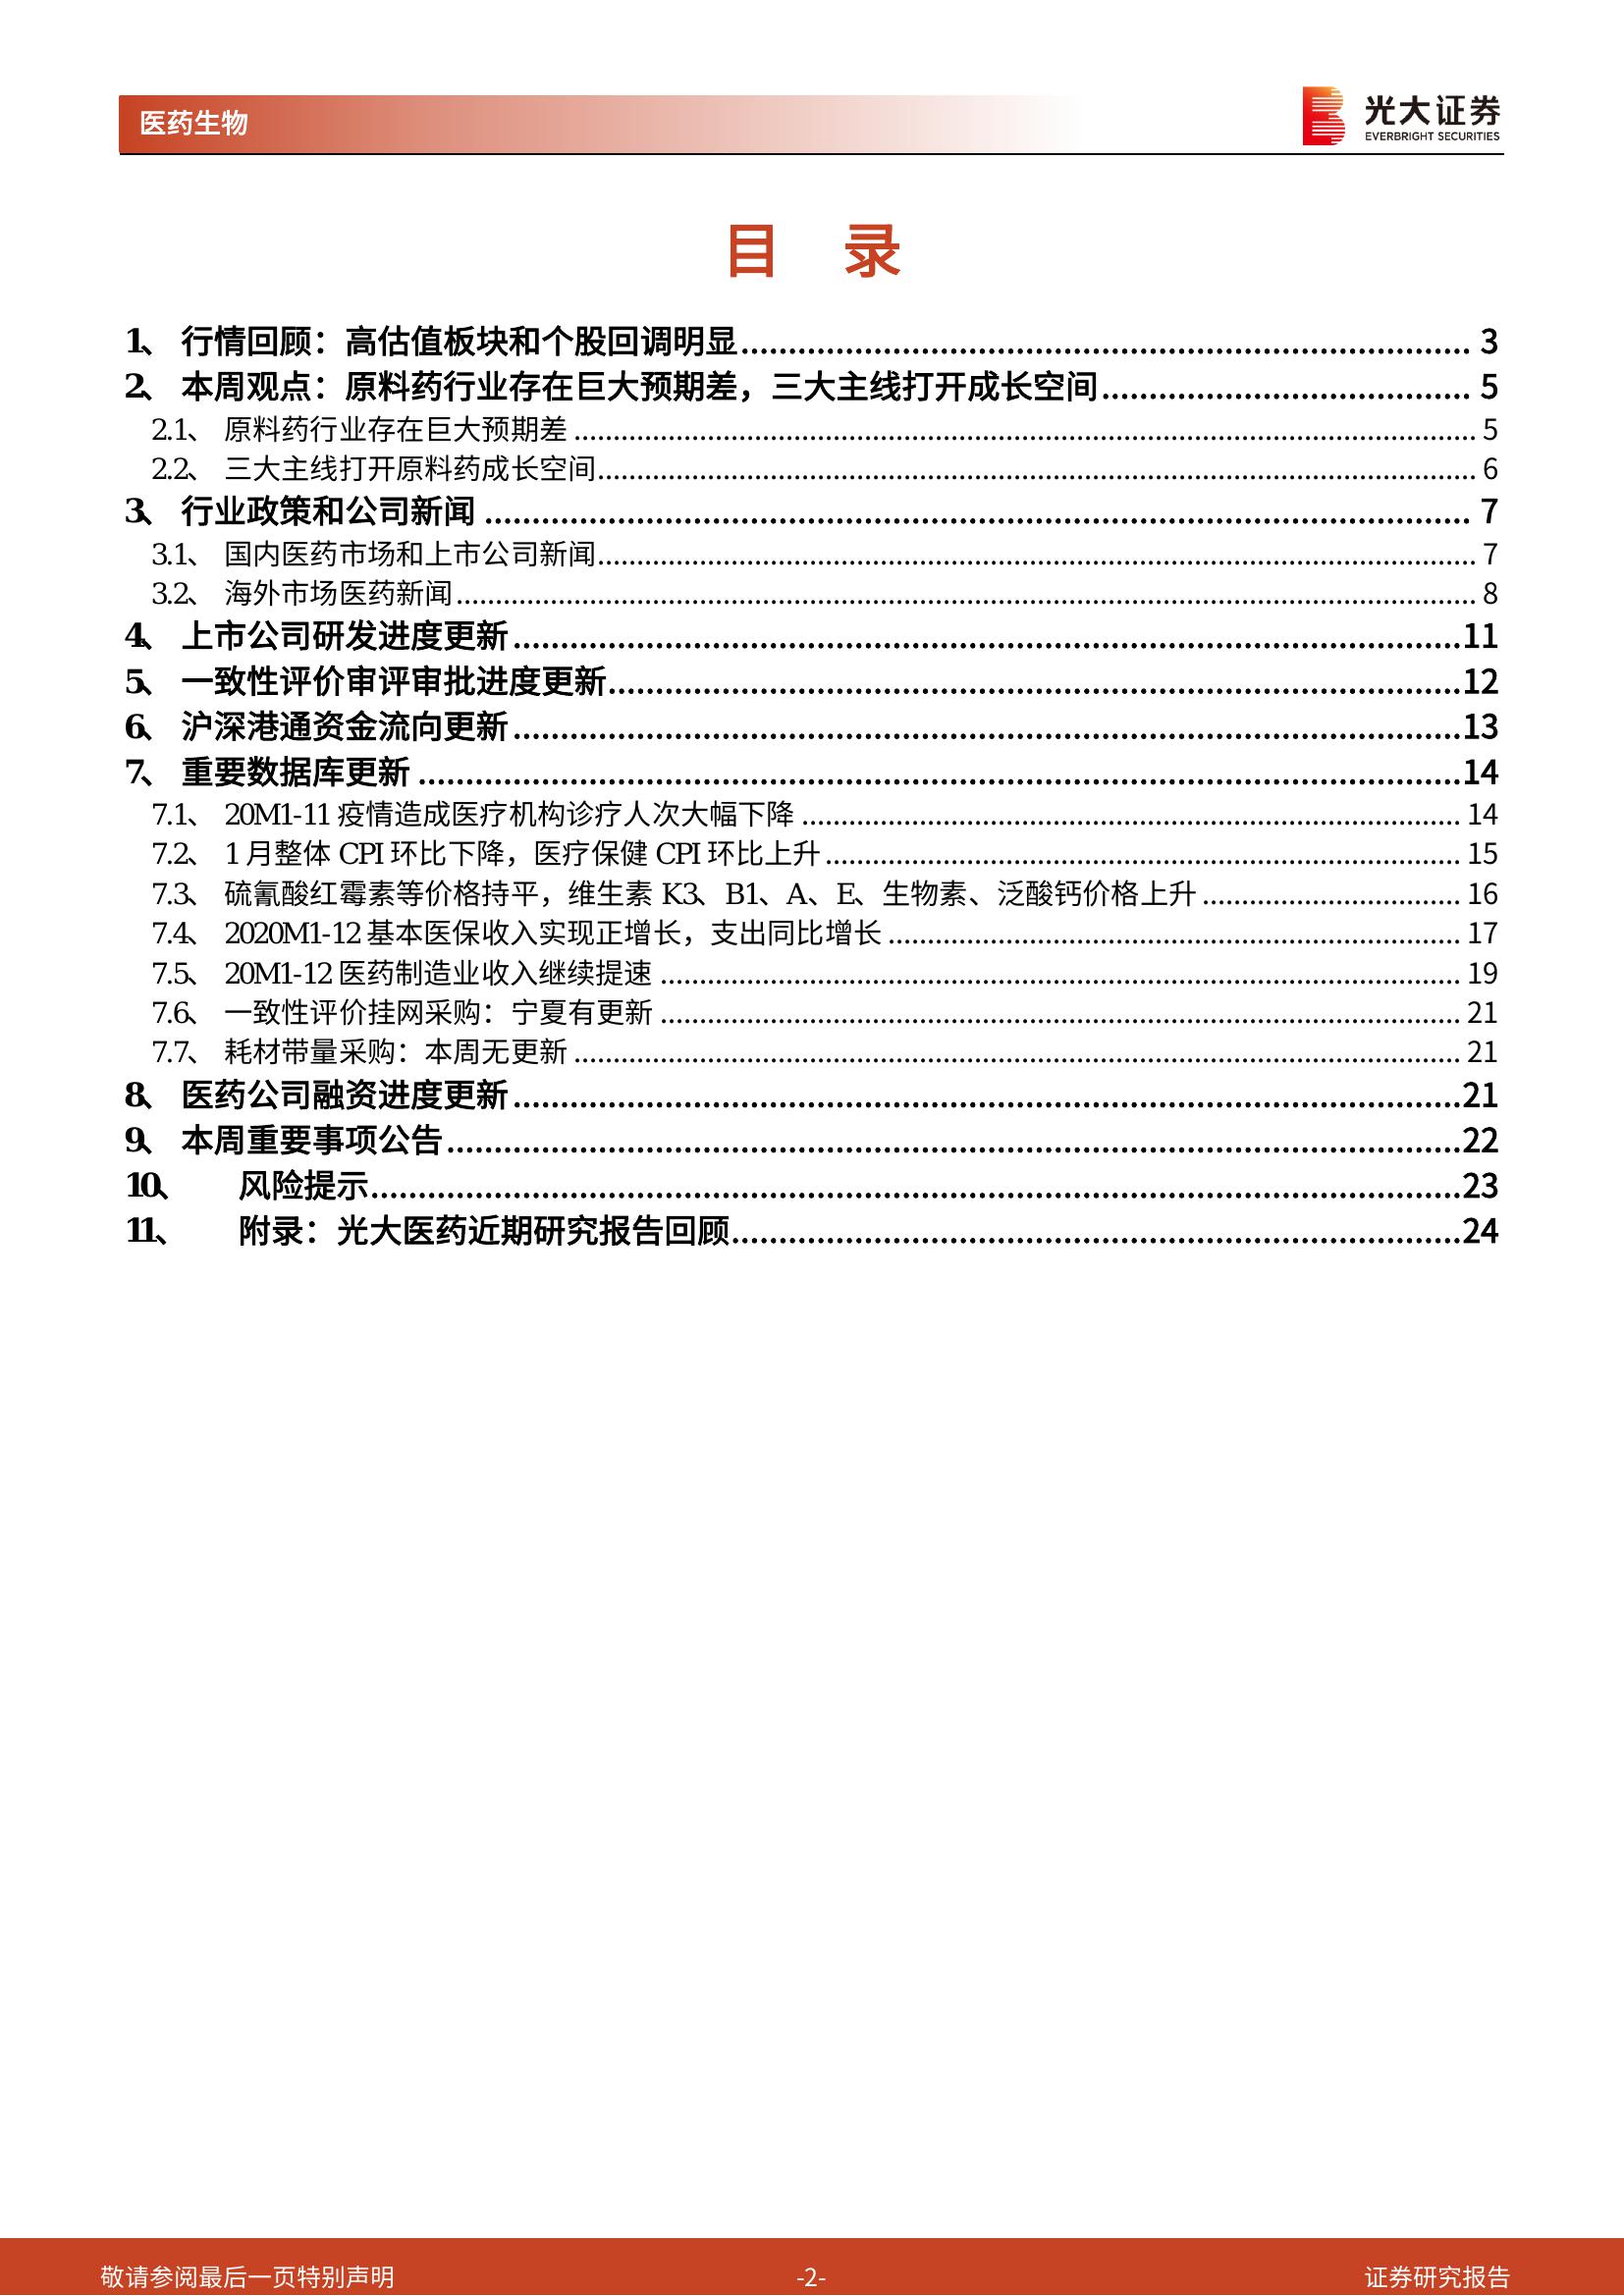 医药生物
光大证券
EVERBRIGHT SECURITIES
目 录
1、 行情回顾：高估值板块和个股回调明显........ 3
2、 本周观点：原料药行业存在巨大预期差，三大主线打开成长空间........ 5
2.1、 原料药行业存在巨大预期差........ 5
2.2、 三大主线打开原料药成长空间........ 6
3、 行业政策和公司新闻........ 7
3.1、 国内医药市场和上市公司新闻........ 7
3.2、 海外市场医药新闻........ 8
4、 上市公司研发进度更新........11
5、 一致性评价审评审批进度更新........12
6、 沪深港通资金流向更新........13
7、 重要数据库更新........14
7.1、 20M1-11 疫情造成医疗机构诊疗人次大幅下降........ 14
7.2、 1 月整体 CPI 环比下降，医疗保健 CPI 环比上升........ 15
7.3、 硫氰酸红霉素等价格持平，维生素 K3、B1、A、E、生物素、泛酸钙价格上升........ 16
7.4、 2020M1-12 基本医保收入实现正增长，支出同比增长........ 17
7.5、 20M1-12 医药制造业收入继续提速........ 19
7.6、 一致性评价挂网采购：宁夏有更新........ 21
7.7、 耗材带量采购：本周无更新........ 21
8、 医药公司融资进度更新........21
9、 本周重要事项公告........22
10、 风险提示........23
11、 附录：光大医药近期研究报告回顾........24
敬请参阅最后一页特别声明 -2- 证券研究报告